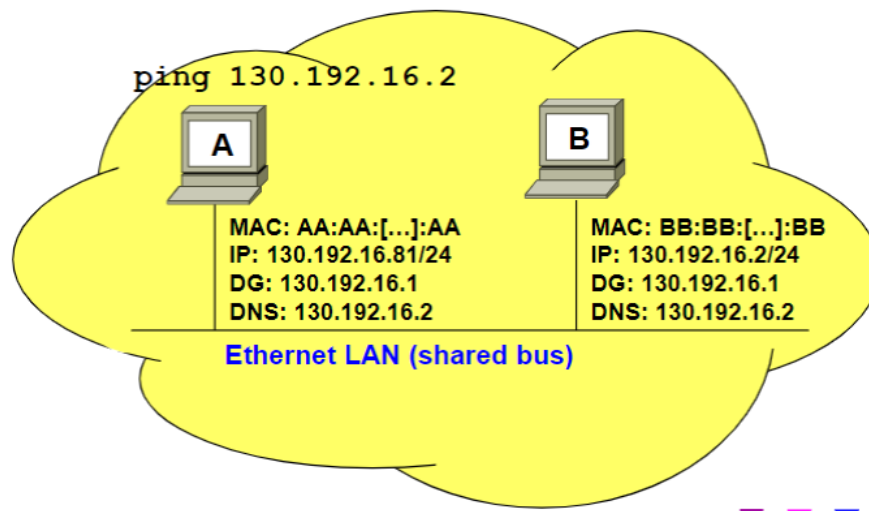 ping 130.192.16.2
A
B
MAC: AA:AA:[...]:AA
IP: 130.192.16.81/24
DG: 130.192.16.1
DNS: 130.192.16.2
MAC: BB:BB:[...]:BB
IP: 130.192.16.2/24
DG: 130.192.16.1
DNS: 130.192.16.2
Ethernet LAN (shared bus)